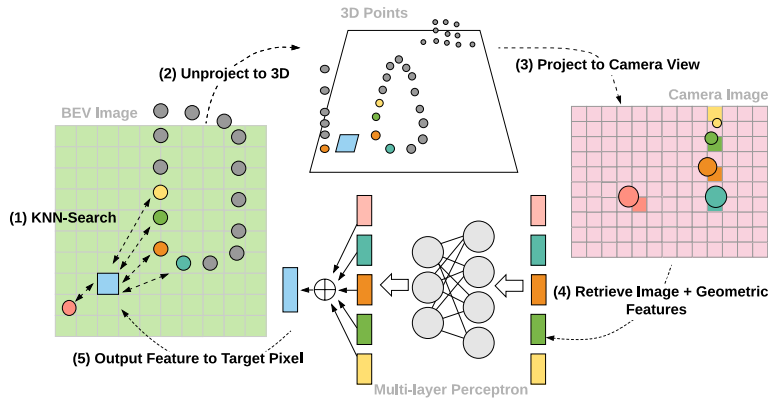 3D Points
(2) Unproject to 3D
(3) Project to Camera View
BEV Image
Camera Image
(1) KNN-Search
(4) Retrieve Image + Geometric
Features
(5) Output Feature to Target Pixel
Multi-layer Perceptron